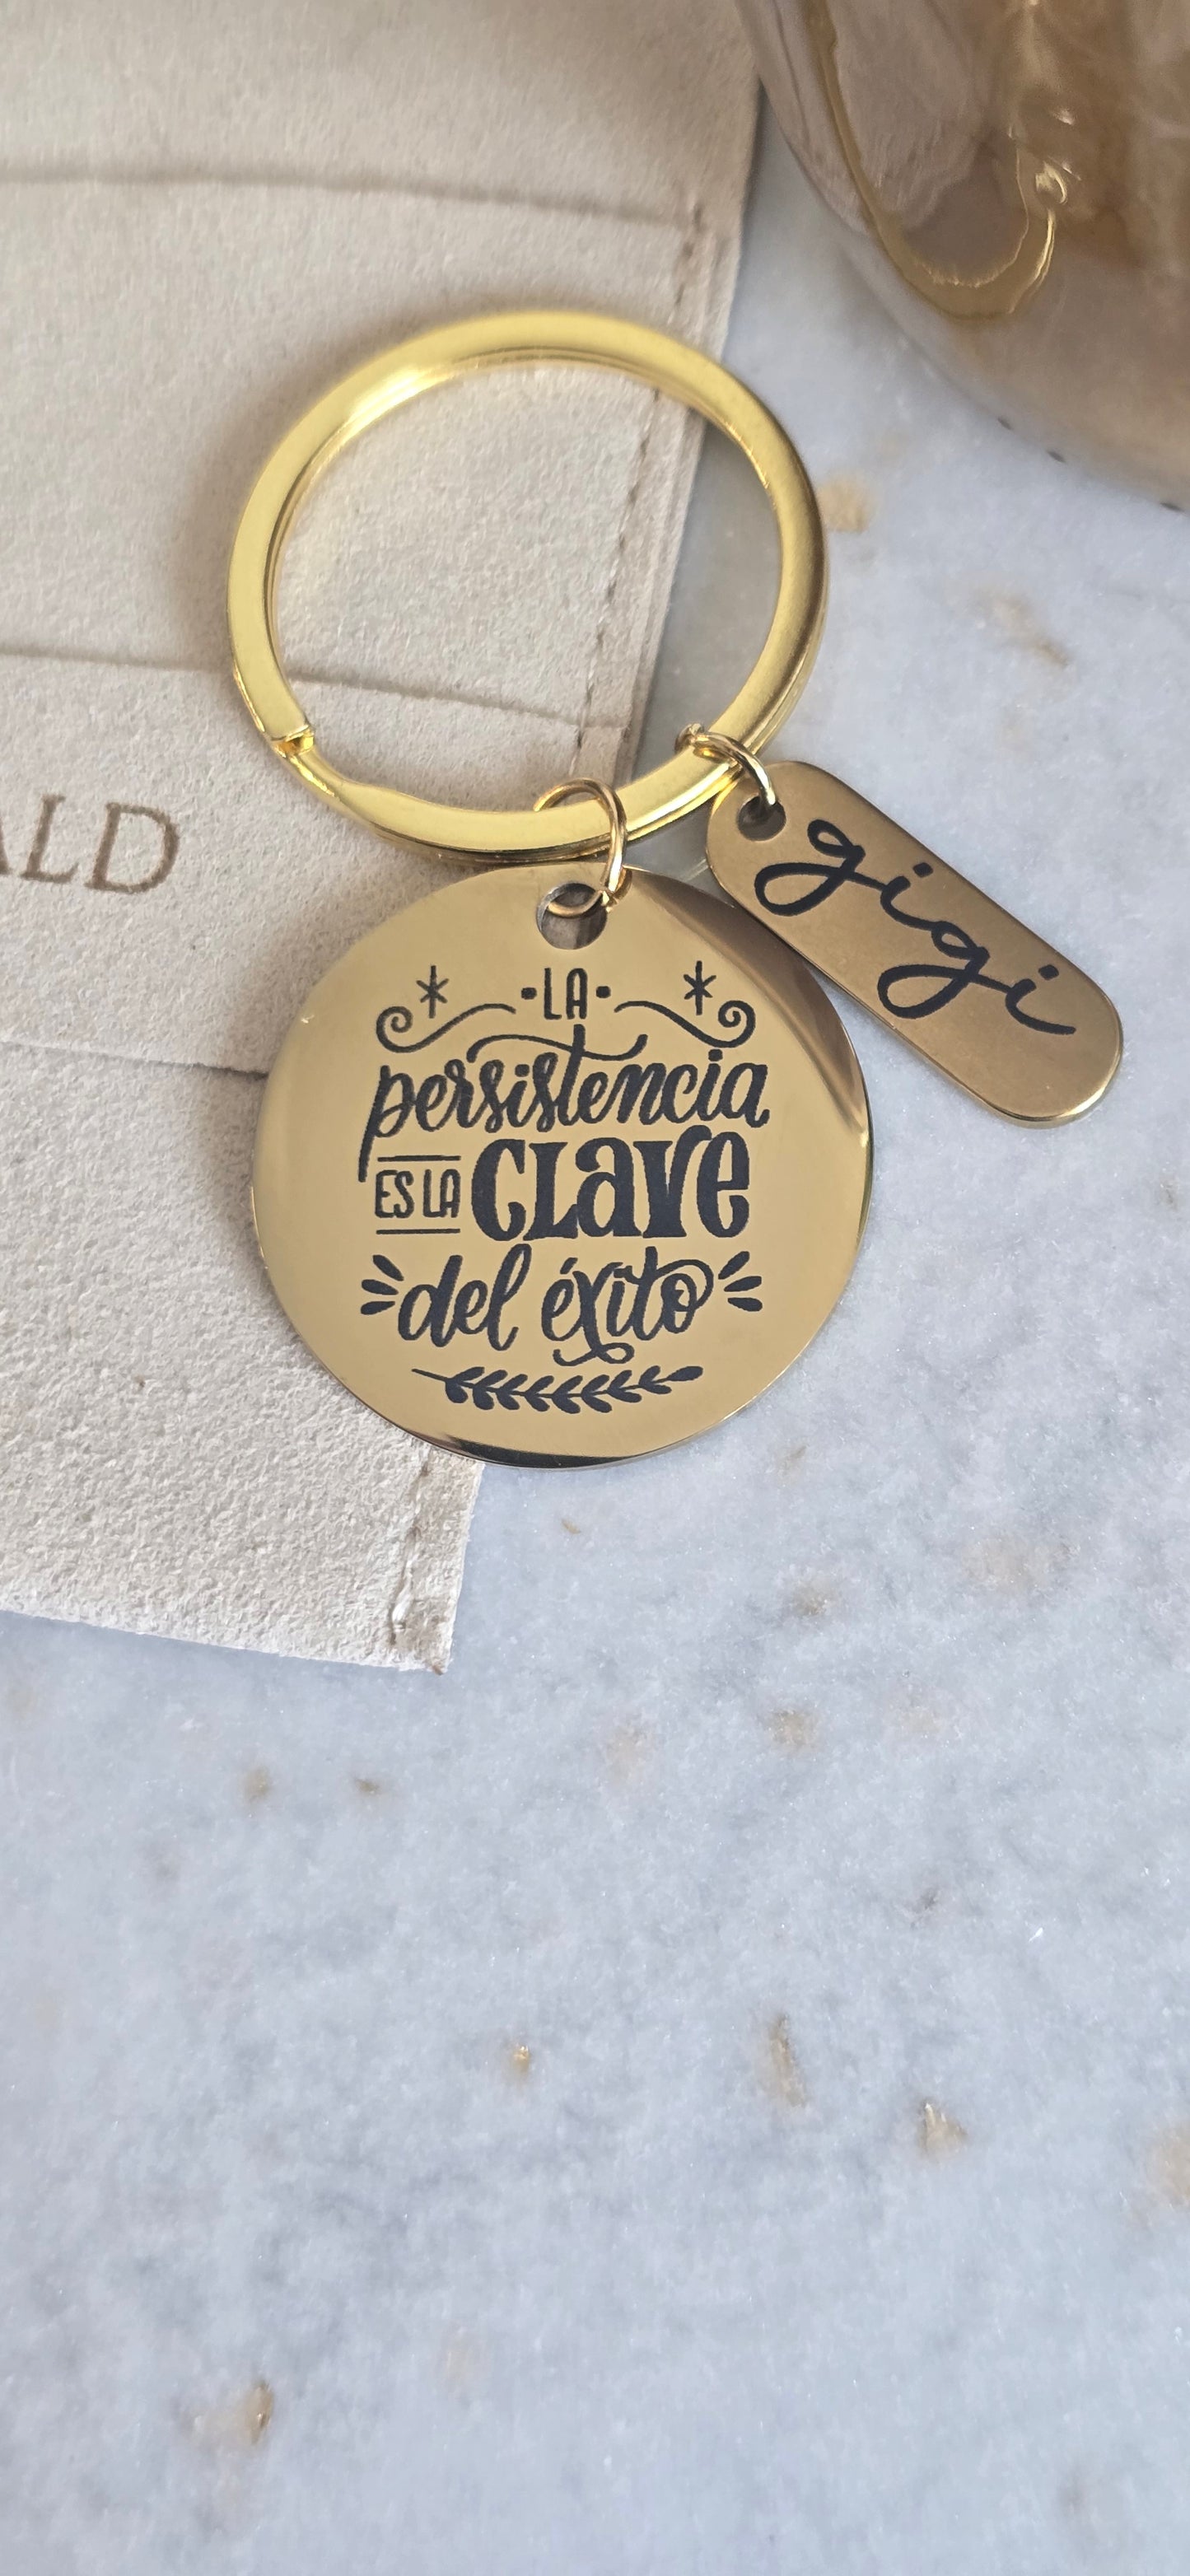 ALD
gigi
·LA·
persistencia
ES LA CLAVE
del éxito